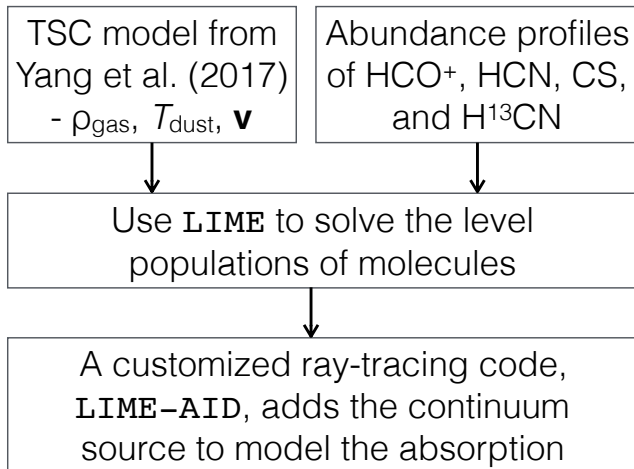 TSC model from
Yang et al. (2017)
- ρgas, Tdust, v
Abundance profiles
of HCO⁺, HCN, CS,
and H¹³CN
Use LIME to solve the level
populations of molecules
A customized ray-tracing code,
LIME-AID, adds the continuum
source to model the absorption